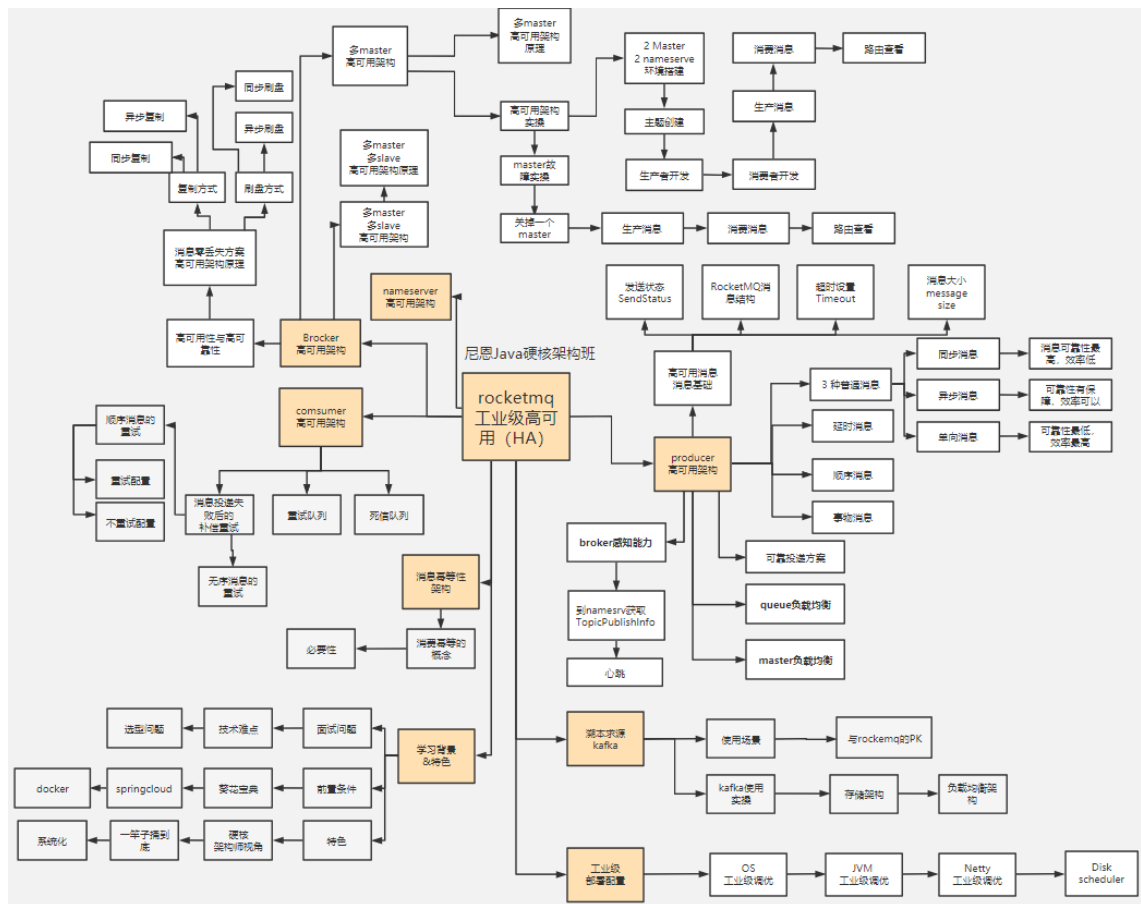 多master
高可用架构
多master
高可用架构
原理
2 Master
2 nameserve
环境搭建
消费消息
路由查看
同步刷盘
异步复制
异步刷盘
同步复制
复制方式
刷盘方式
高可用架构
实操
主题创建
生产消息
生产者开发
消费者开发
master故
障实操
关掉一个
master
生产消息
消费消息
路由查看
多master
多slave
高可用架构原理
多master
多slave
高可用架构
消息零丢失方案
高可用架构原理
高可用性与高可
靠性
nameserver
高可用架构
Brocker
高可用架构
尼恩Java硬核架构班
rocketmq
工业级高可
用（HA）
comsumer
高可用架构
顺序消息的
重试
重试配置
不重试配置
消息投递失
败后的
补偿重试
重试队列
死信队列
无序消息的
重试
消息幂等性
架构
消费幂等的
概念
必要性
发送状态
SendStatus
RocketMQ消
息结构
超时设置
Timeout
消息大小
message
size
高可用消息
消息基础
producer
高可用架构
3 种普通消息
同步消息
消息可靠性最
高，效率低
异步消息
可靠性有保
障，效率可以
单向消息
可靠性最低，
效率最高
延时消息
顺序消息
事物消息
可靠投递方案
queue负载均衡
master负载均衡
broker感知能力
到namesrv获取
TopicPublishInfo
心跳
学习背景
&特色
面试问题
技术难点
选型问题
前置条件
葵花宝典
springcloud
docker
特色
硬核
架构师视角
一竿子捅到
底
系统化
溯本求源
kafka
使用场景
与rockemq的PK
kafka使用
实操
存储架构
负载均衡架
构
工业级
部署配置
OS
工业级调优
JVM
工业级调优
Netty
工业级调优
Disk
scheduler